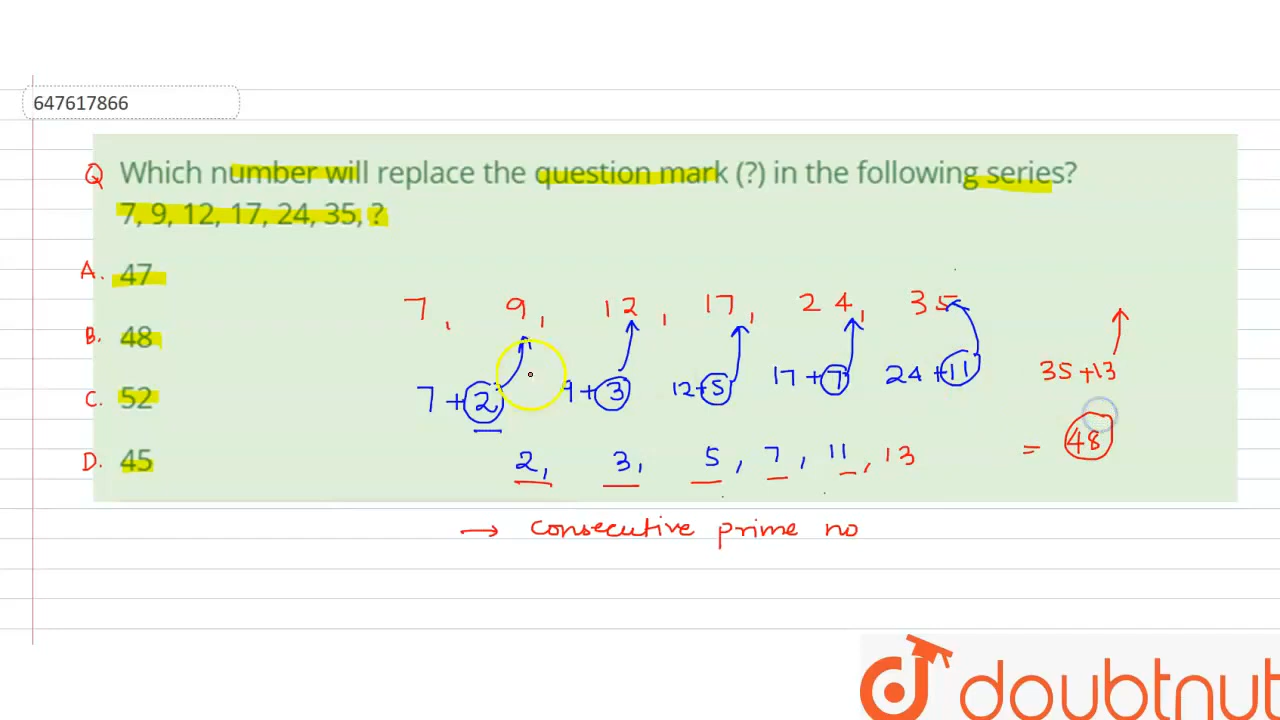 647617866
Q Which number will replace the question mark (?) in the following series?
7, 9, 12, 17, 24, 35, ?
A. 47
7, 9, 12, 17, 24, 35
B. 48
7+2 9+3 12+5 17+7 24+11 35+13
C. 52
= 48
D. 45
2, 3, 5, 7, 11, 13
→ Consecutive prime no
doubtnut